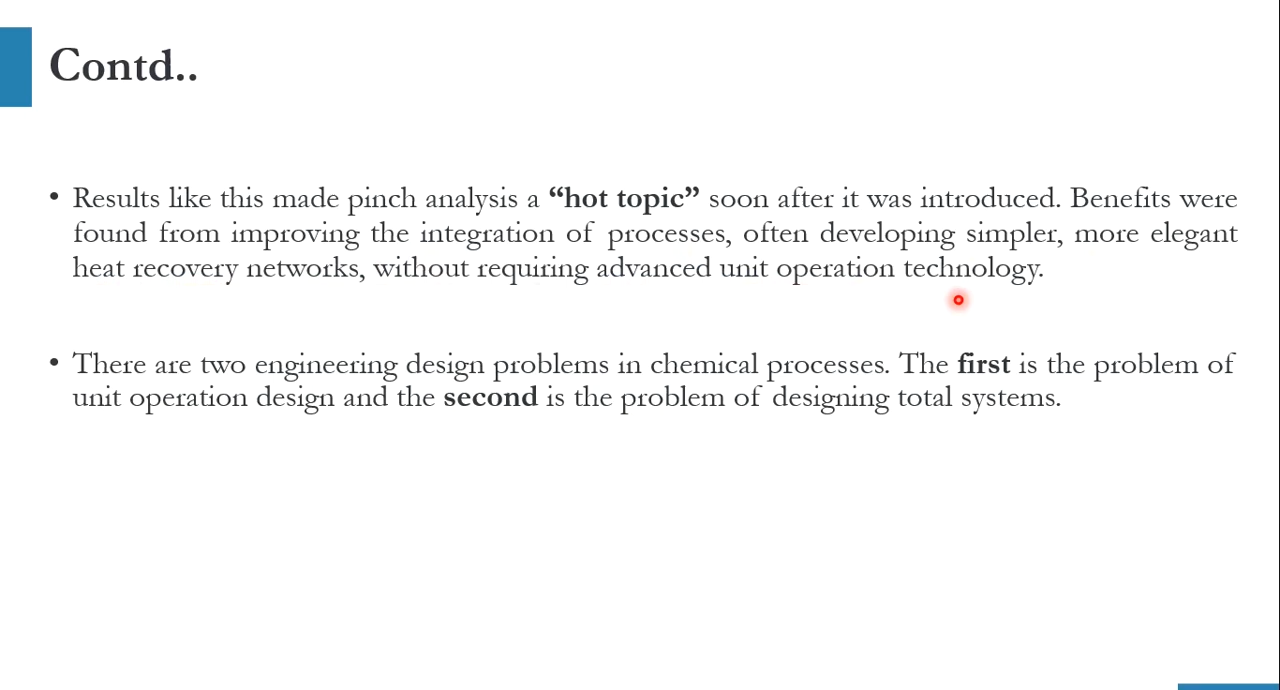 Contd..
• Results like this made pinch analysis a “hot topic” soon after it was introduced. Benefits were
found from improving the integration of processes, often developing simpler, more elegant
heat recovery networks, without requiring advanced unit operation technology.
• There are two engineering design problems in chemical processes. The first is the problem of
unit operation design and the second is the problem of designing total systems.